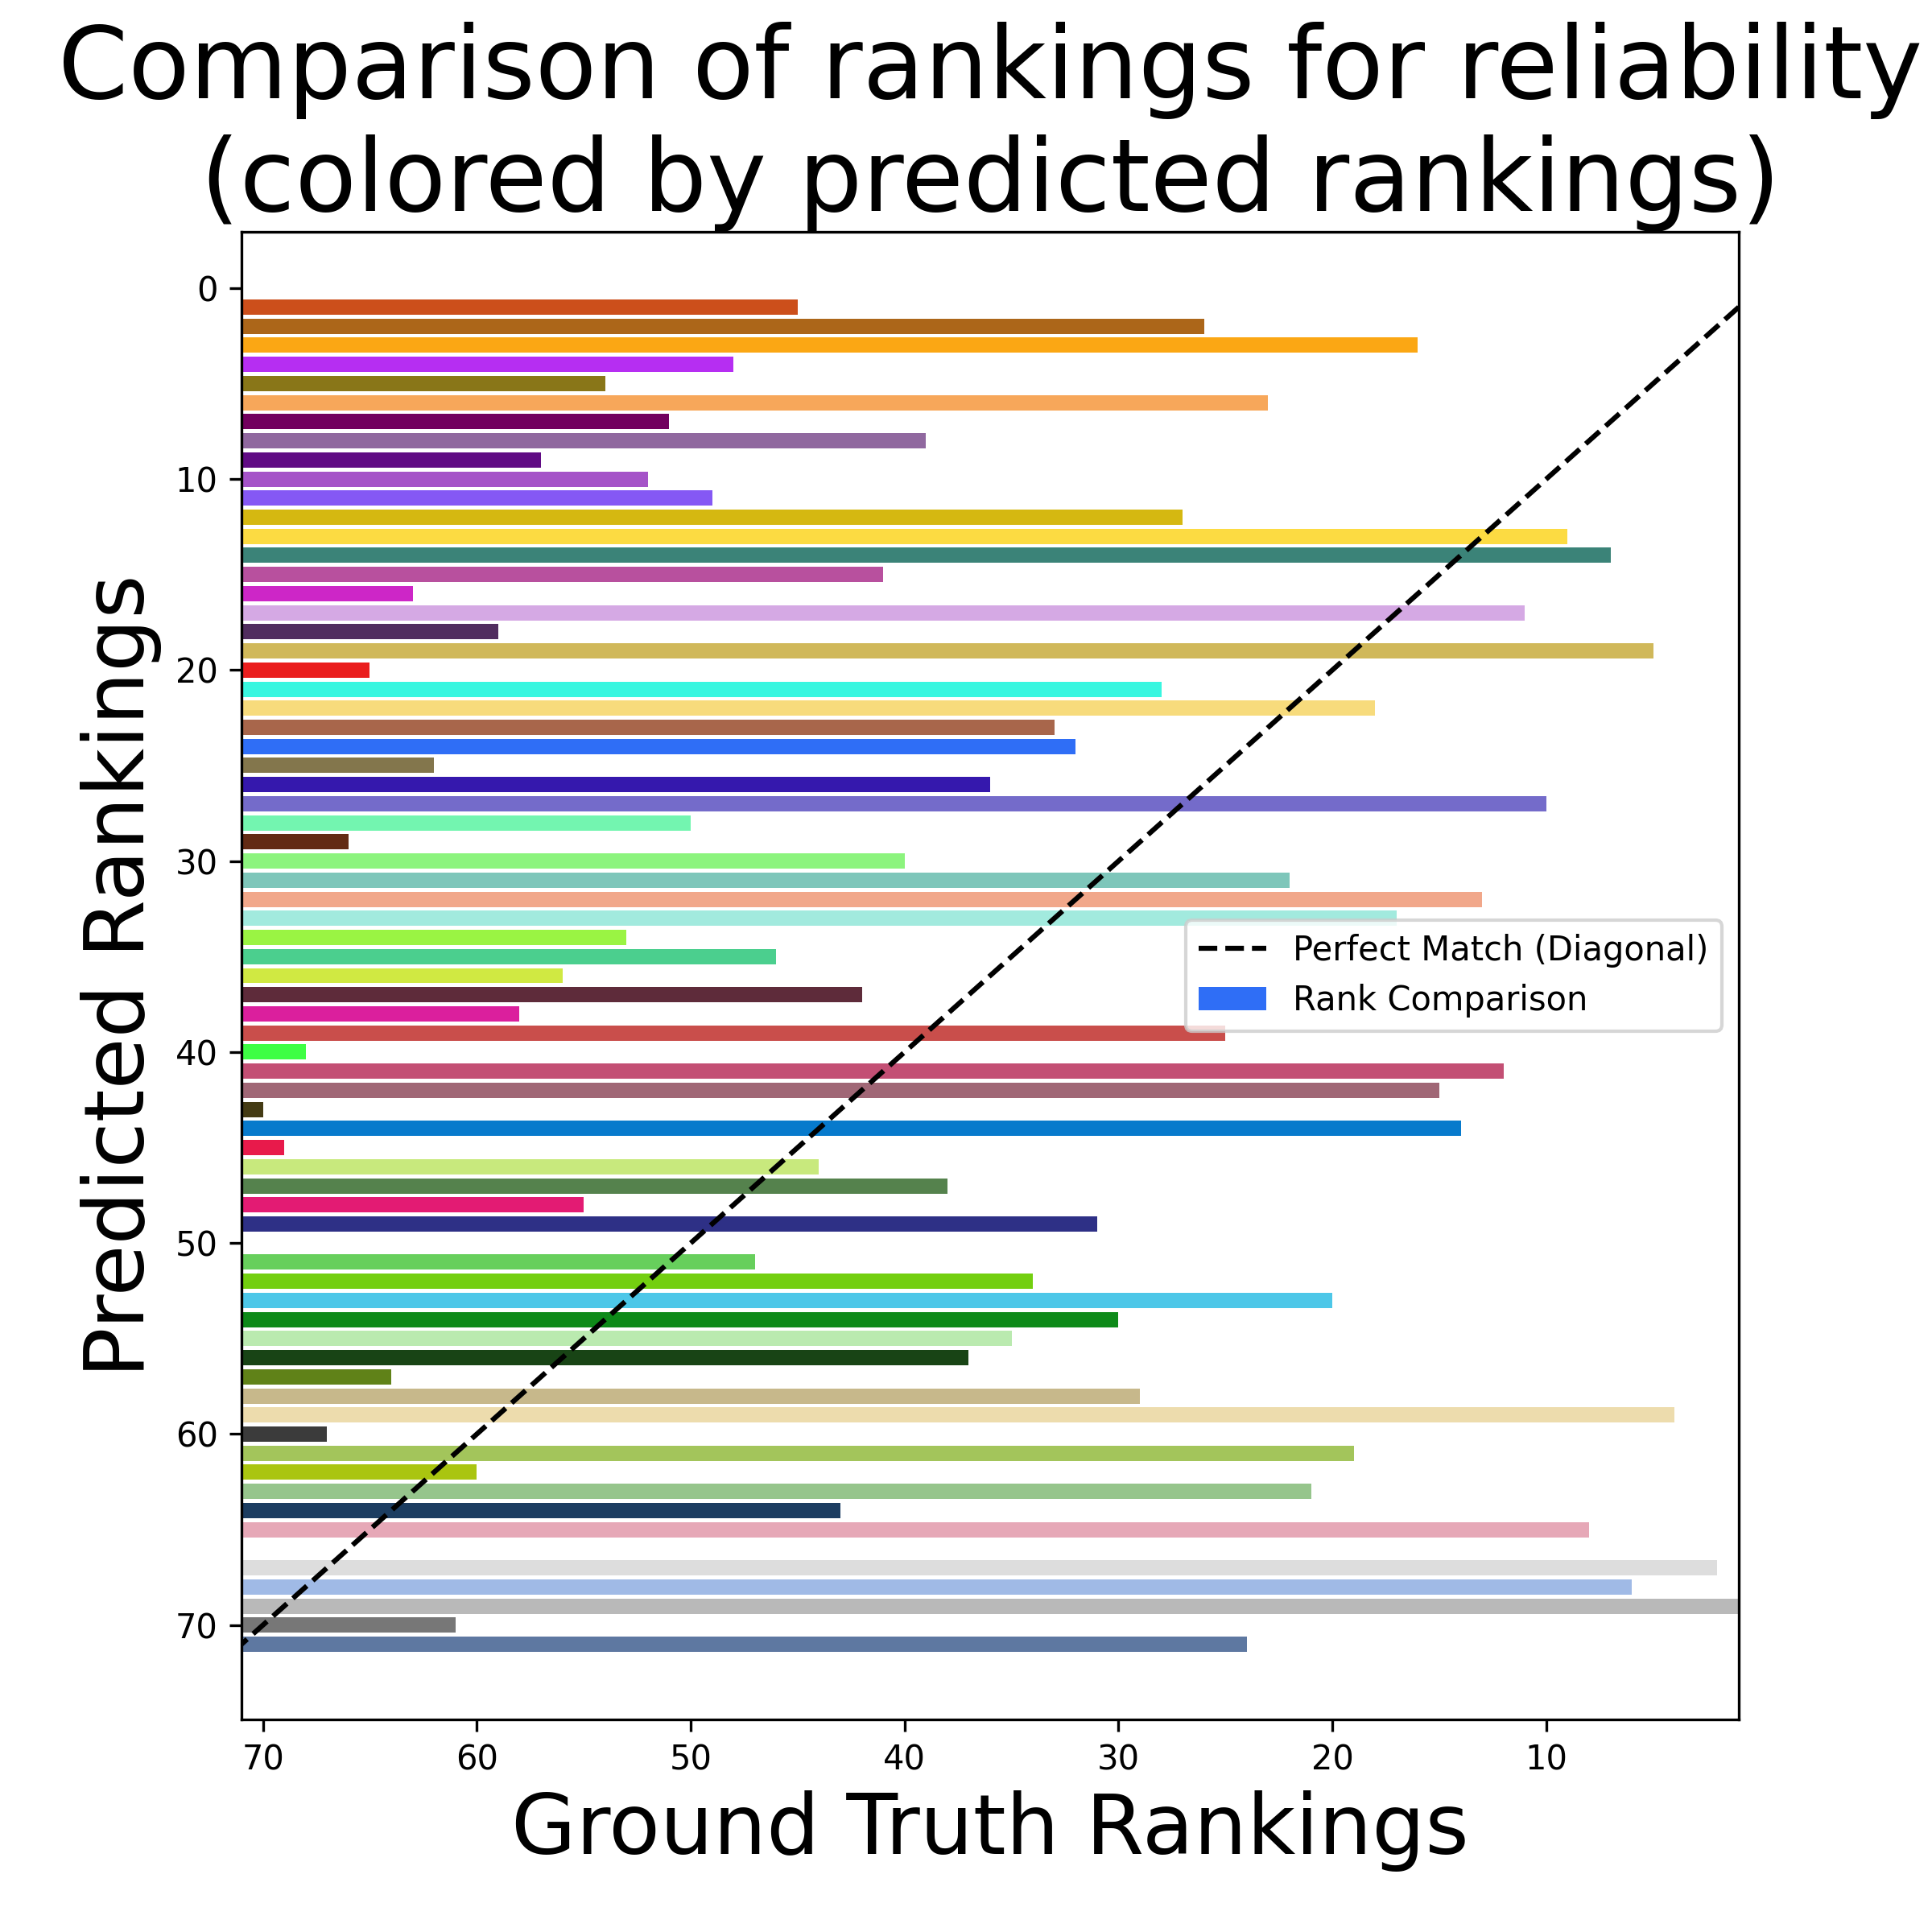 Comparison of rankings for reliability
(colored by predicted rankings)
Predicted Rankings
0
10
20
30
40
50
60
70
Perfect Match (Diagonal)
Rank Comparison
70 60 50 40 30 20 10
Ground Truth Rankings